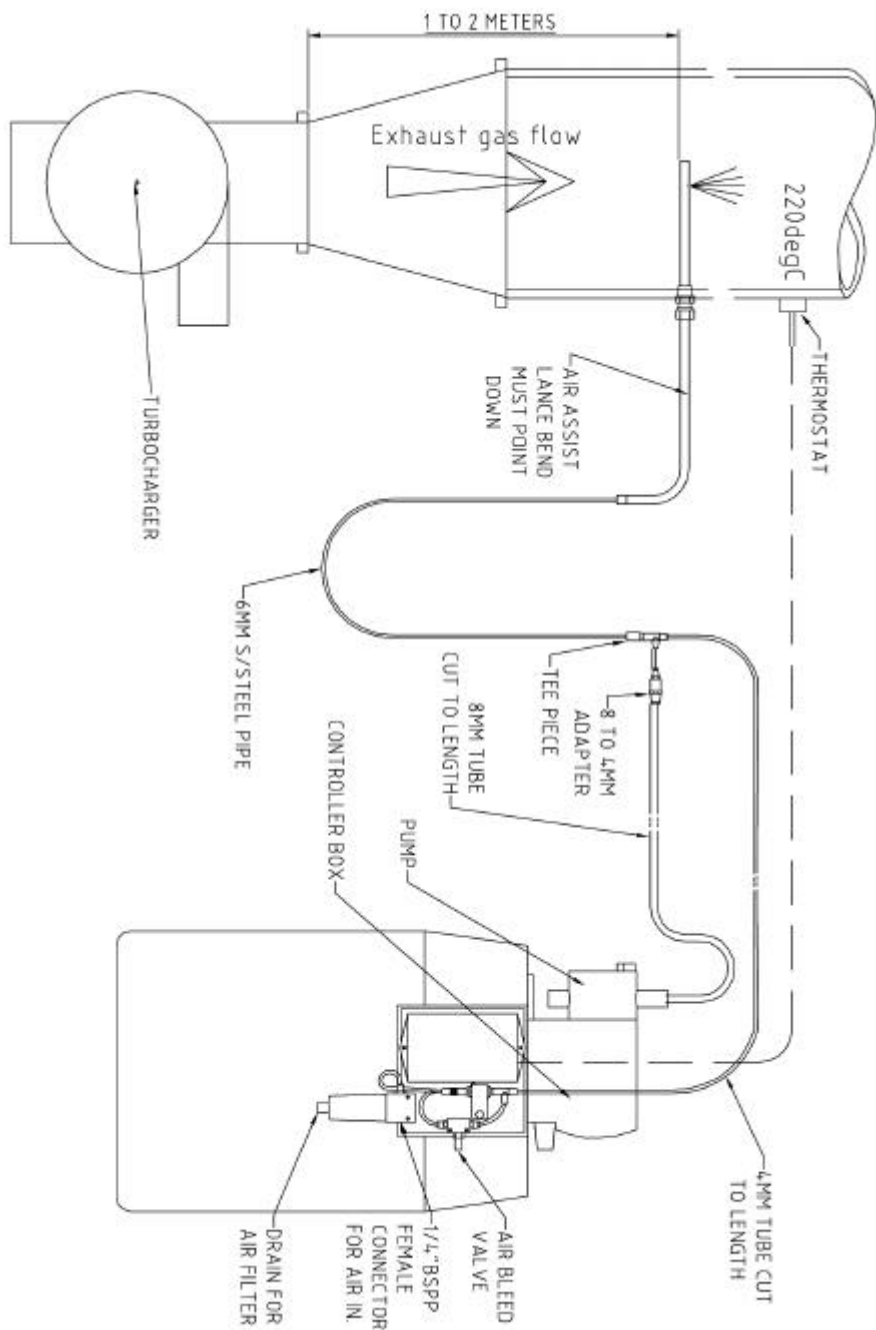 1 TO 2 METERS
Exhaust gas flow
220degC
THERMOSTAT
AIR ASSIST
LANCE BEND
MUST POINT
DOWN
TURBOCHARGER
6MM S/STEEL PIPE
TEE PIECE
8 TO 4MM
ADAPTER
8MM TUBE
CUT TO LENGTH
PUMP
CONTROLLER BOX
4MM TUBE CUT
TO LENGTH
AIR BLEED
VALVE
1/4"BSPP
FEMALE
CONNECTOR
FOR AIR IN.
DRAIN FOR
AIR FILTER